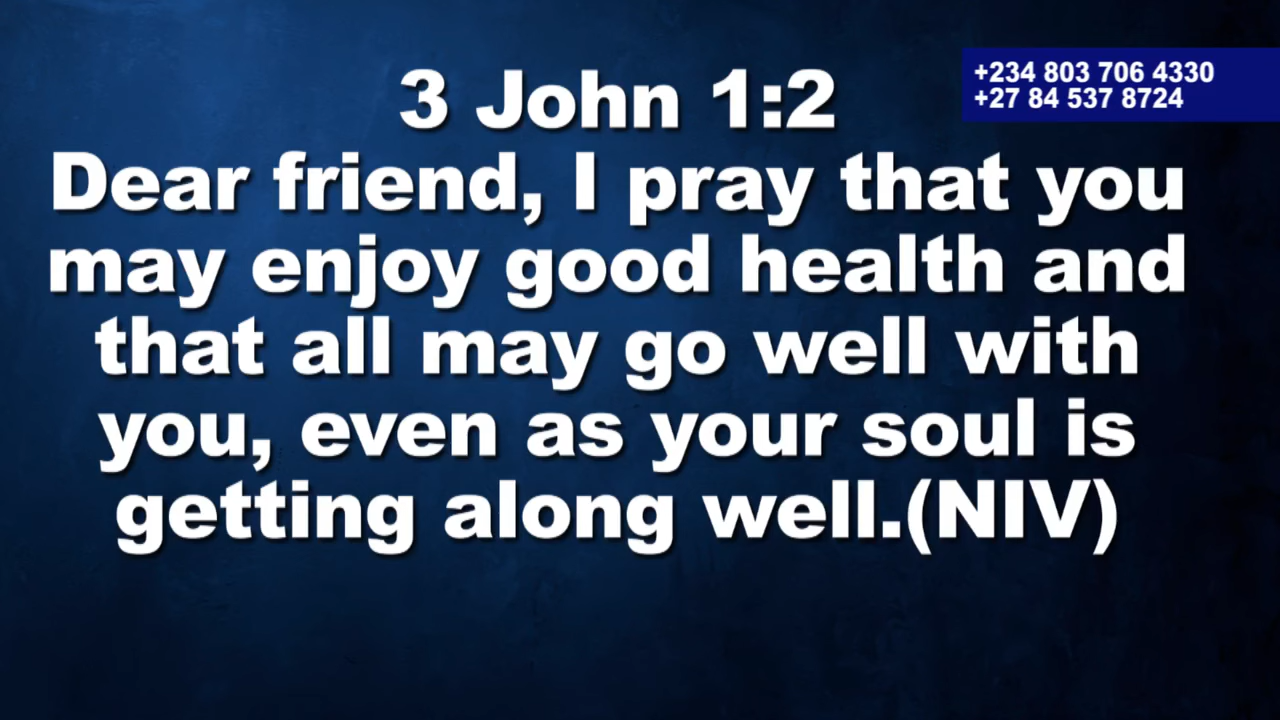 3 John 1:2
+234 803 706 4330
+27 84 537 8724
Dear friend, I pray that you
may enjoy good health and
that all may go well with
you, even as your soul is
getting along well.(NIV)